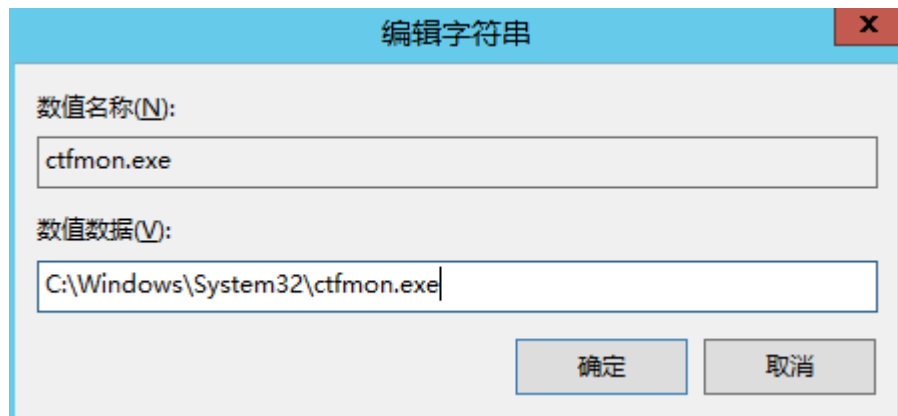 编辑字符串
x
数值名称(N):
ctfmon.exe
数值数据(V):
C:\Windows\System32\ctfmon.exe
确定
取消